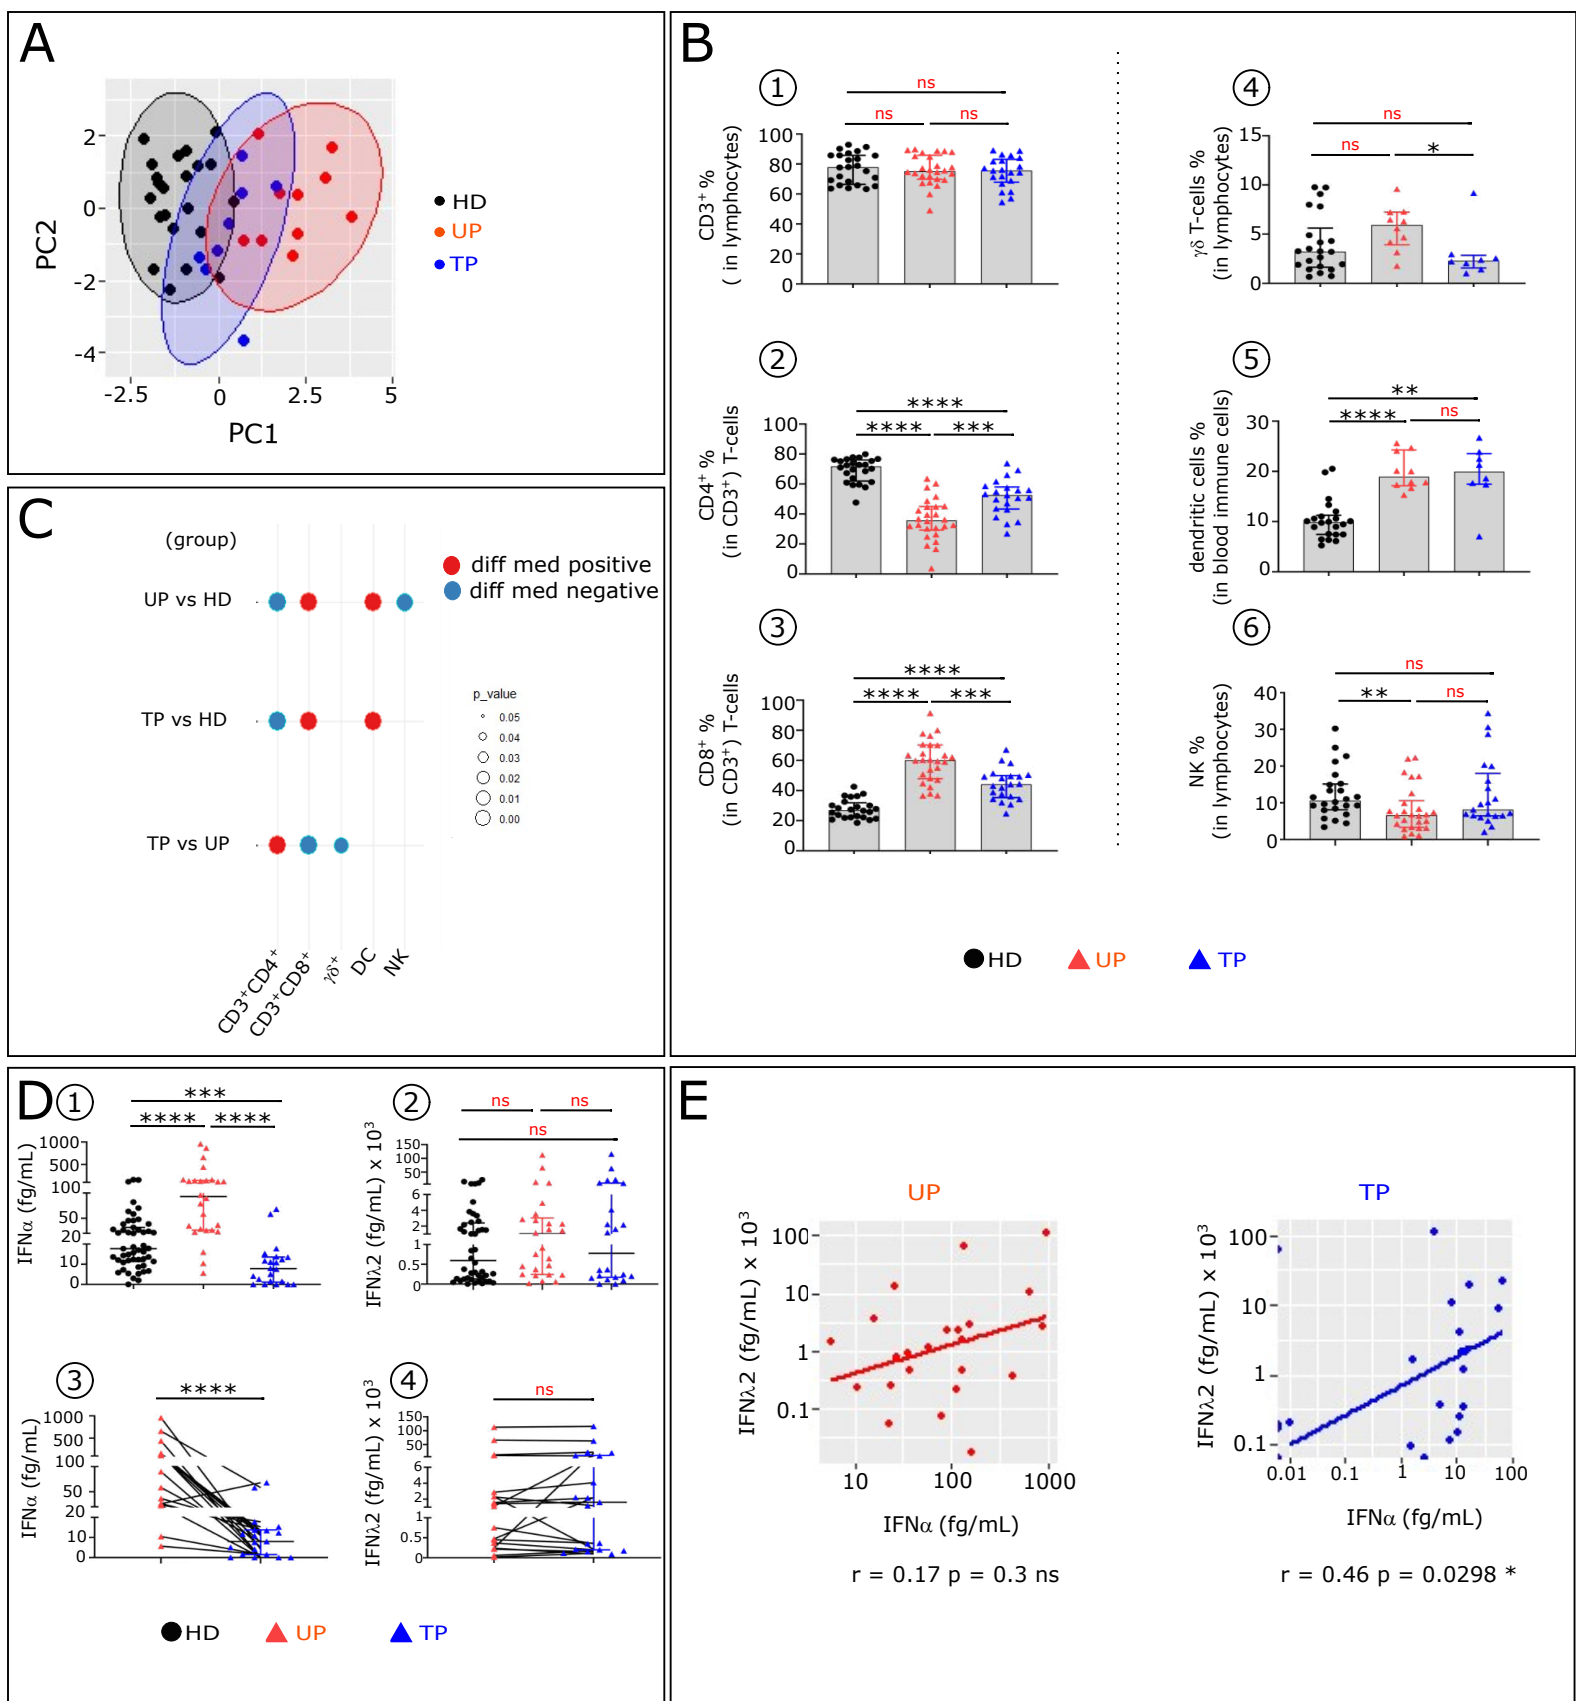 A
2
0
-2
-4
-2.5
0
2.5
5
PC1
PC2
HD
UP
TP
B
1
ns
ns
ns
CD3+ %
( in lymphocytes)
100
80
60
40
20
0
2
****
****
***
CD4+ %
(in CD3+) T-cells
100
80
60
40
20
0
3
****
****
***
CD8+ %
(in CD3+) T-cells
100
80
60
40
20
0
4
ns
ns
*
γδ T-cells %
(in lymphocytes)
15
10
5
0
5
**
****
ns
dendritic cells %
(in blood immune cells)
30
20
10
0
6
ns
**
ns
NK %
(in lymphocytes)
40
30
20
10
0
HD
UP
TP
C
(group)
UP vs HD
TP vs HD
TP vs UP
diff med positive
diff med negative
p_value
0.05
0.04
0.03
0.02
0.01
0.00
CD3+CD4+
CD3+CD8+
γδ+
DC
NK
D
1
***
****
****
IFNα (fg/mL)
1000
500
100
50
20
10
0
2
ns
ns
ns
IFNλ2 (fg/mL) x 10³
150
100
50
6
4
2
1
0.5
0
3
****
IFNα (fg/mL)
1000
500
100
50
20
10
0
4
ns
IFNλ2 (fg/mL) x 10³
150
100
50
6
4
2
1
0.5
0
HD
UP
TP
E
UP
IFNλ2 (fg/mL) x 10³
100
10
1
0.1
10
100
1000
IFNα (fg/mL)
r = 0.17 p = 0.3 ns
TP
IFNλ2 (fg/mL) x 10³
100
10
1
0.1
0.01
0.1
1
10
100
IFNα (fg/mL)
r = 0.46 p = 0.0298 *